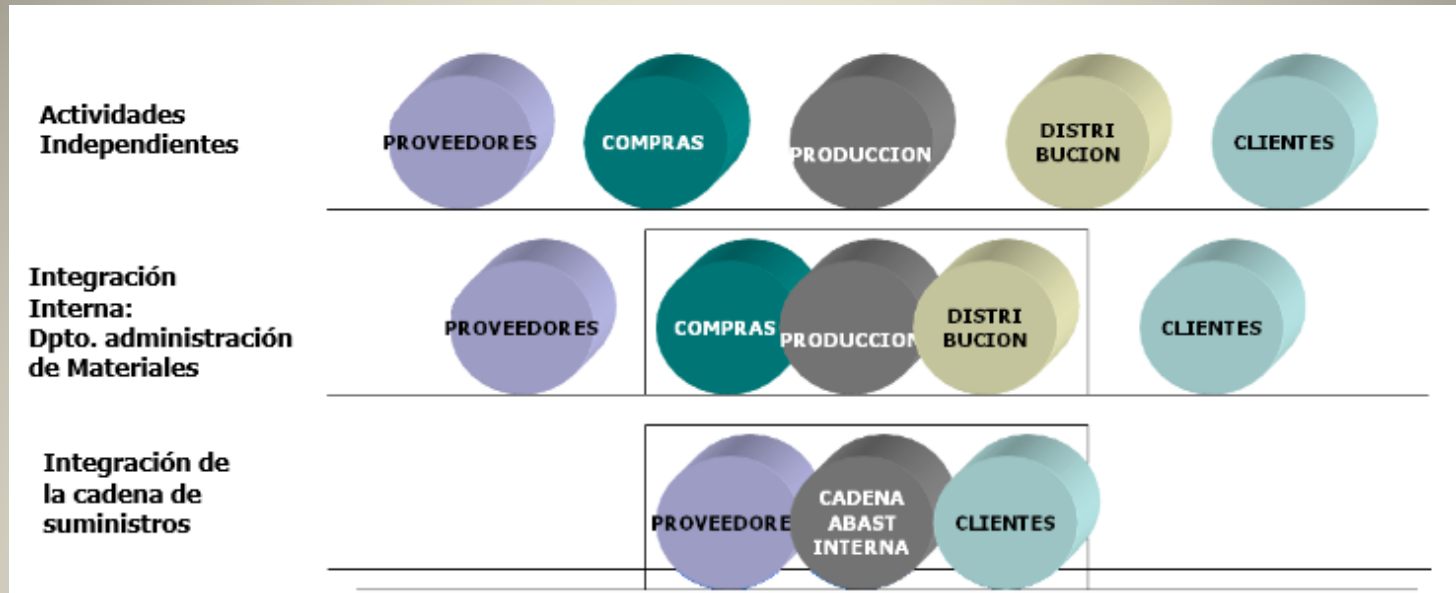 Actividades
Independientes
PROVEEDORES
COMPRAS
PRODUCCION
DISTRI
BUCION
CLIENTES
Integración
Interna:
Dpto. administración
de Materiales
PROVEEDORES
COMPRAS
PRODUCCION
DISTRI
BUCION
CLIENTES
Integración de
la cadena de
suministros
PROVEEDORE
CADENA
ABAST
INTERNA
CLIENTES